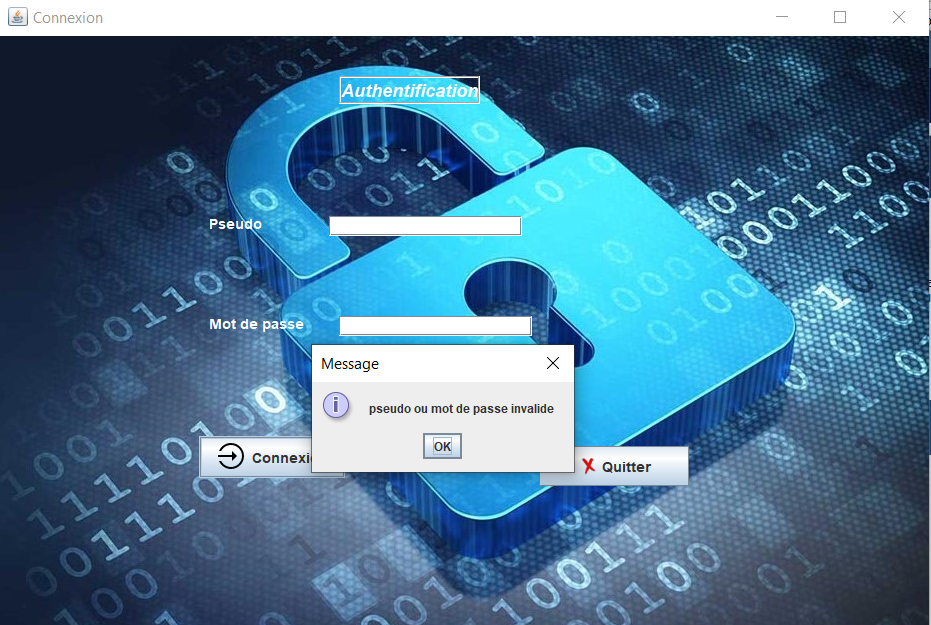 Connexion
Authentification
Pseudo
Mot de passe
Message
pseudo ou mot de passe invalide
OK
Connexi
Quitter